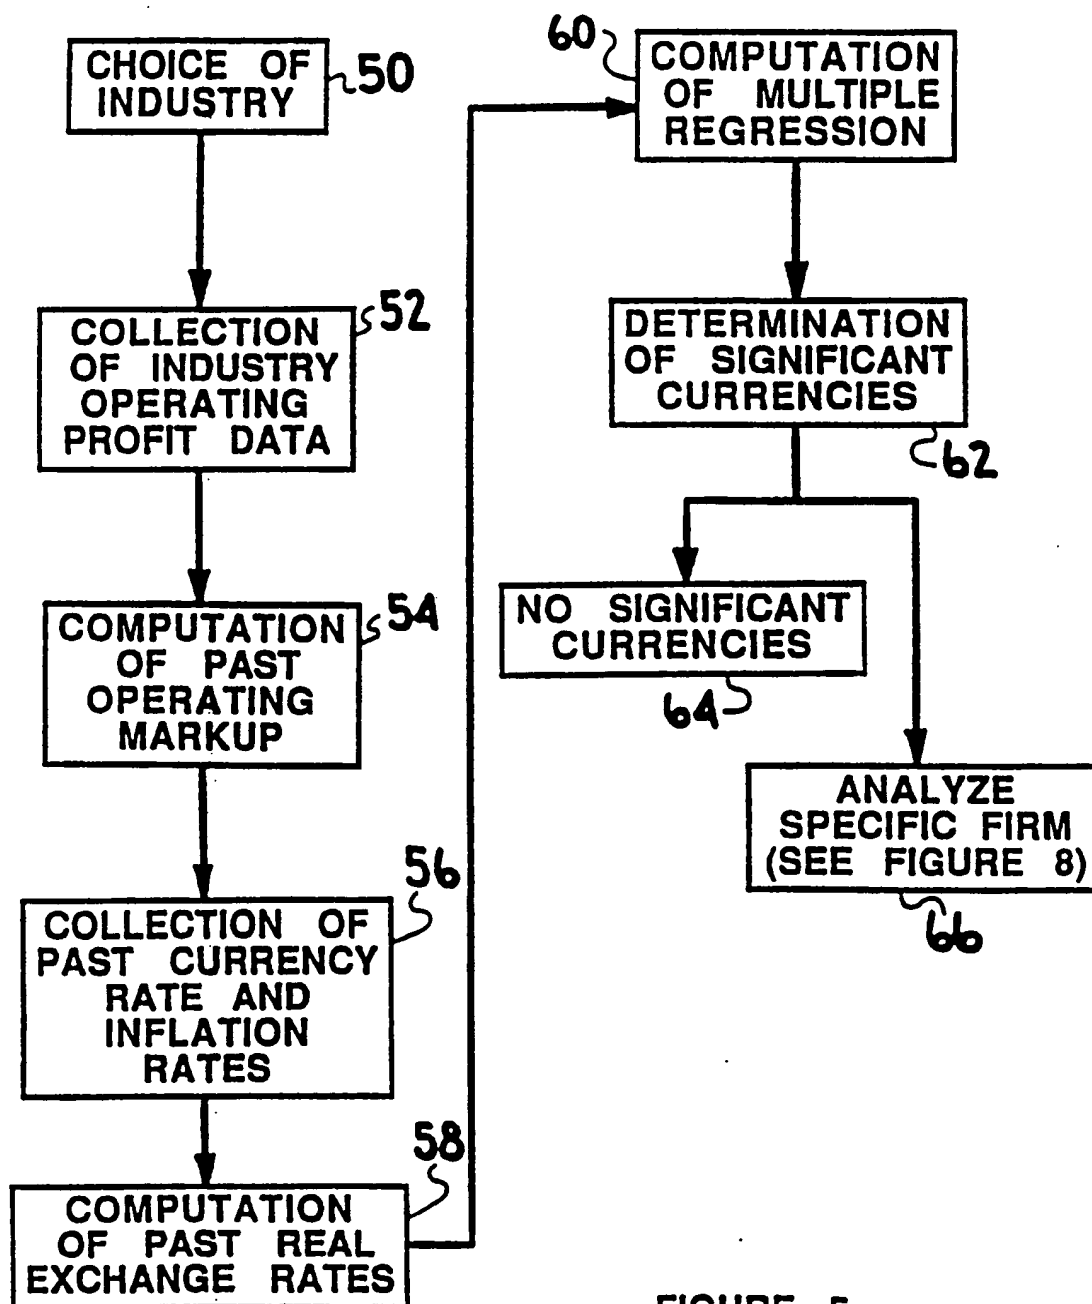 CHOICE OF
INDUSTRY
50
COLLECTION
OF INDUSTRY
OPERATING
PROFIT DATA
52
COMPUTATION
OF PAST
OPERATING
MARKUP
54
COLLECTION OF
PAST CURRENCY
RATE AND
INFLATION
RATES
56
COMPUTATION
OF PAST REAL
EXCHANGE RATES
58
60
COMPUTATION
OF MULTIPLE
REGRESSION
DETERMINATION
OF SIGNIFICANT
CURRENCIES
62
NO SIGNIFICANT
CURRENCIES
64
ANALYZE
SPECIFIC FIRM
(SEE FIGURE 8)
66
FIGURE